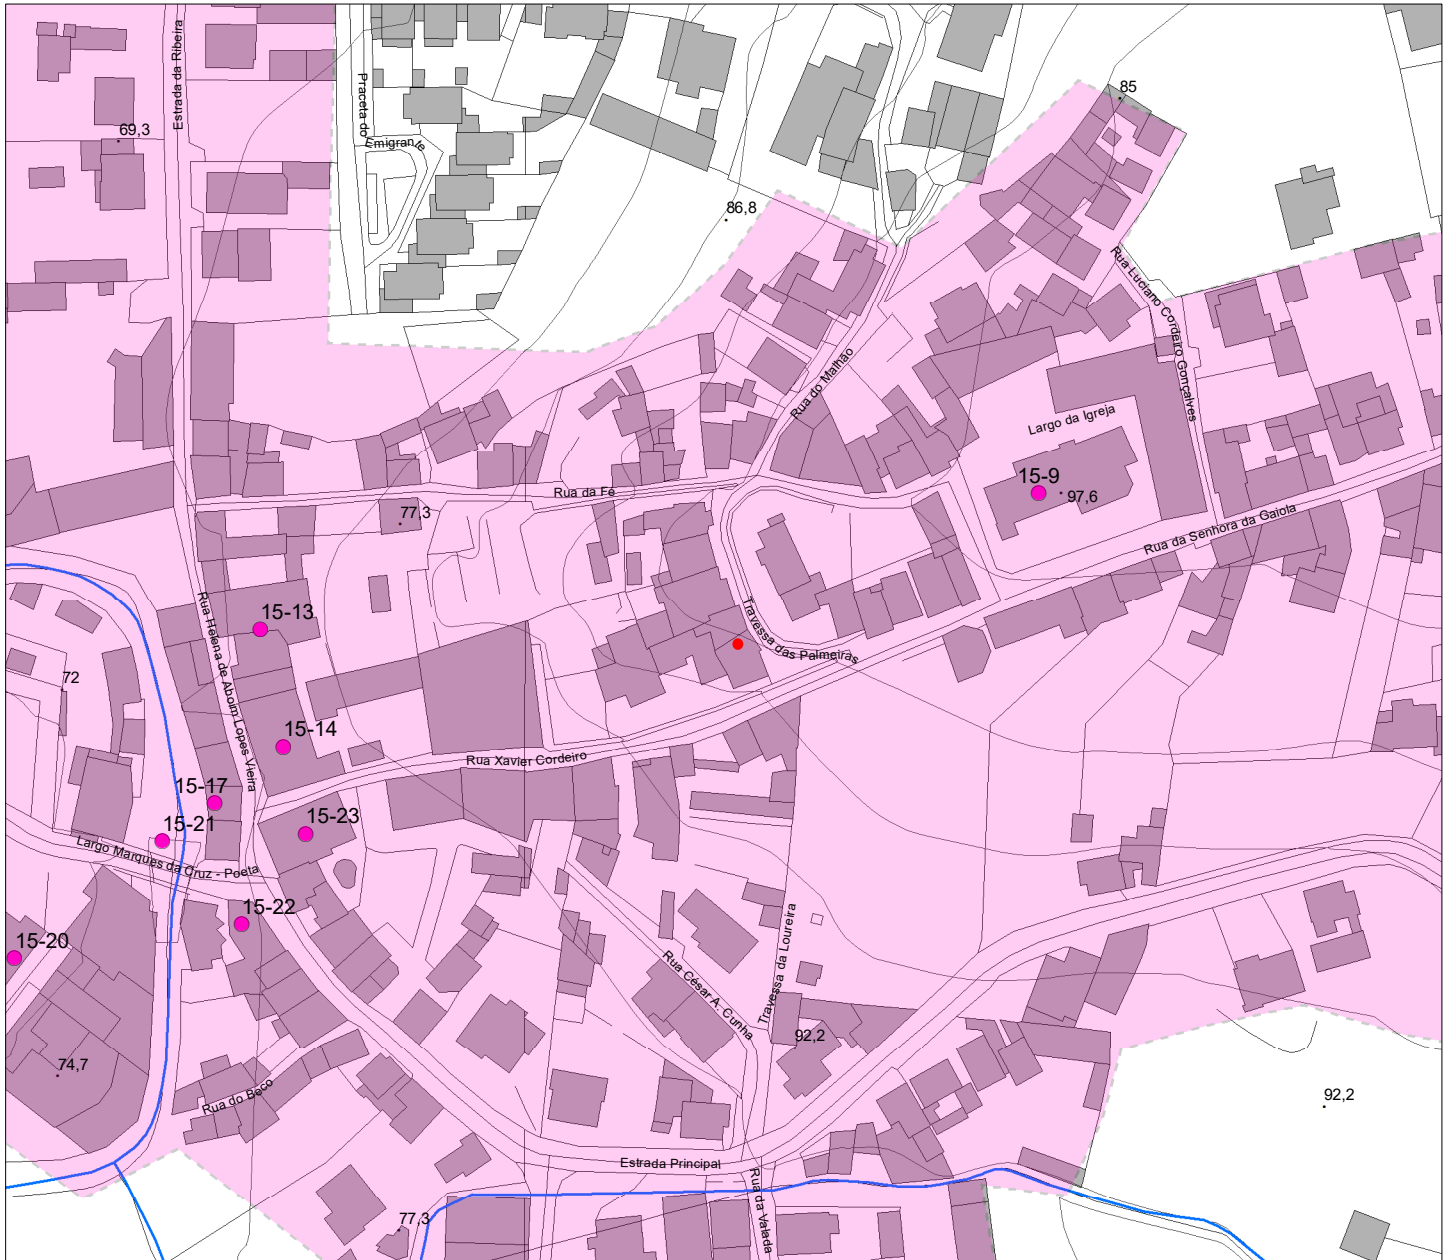 Estrada da Ribeira
Praceta do
Emigrante
69,3
85
86,8
Rua Luciano Cordeiro Gonçalves
Rua do Malhão
Largo da Igreja
15-9
97,6
Rua da Fé
77,3
Rua da Senhora da Gaiola
15-13
Rua Helena de Aboim Lopes Vieira
Travessa das Palmeiras
72
15-14
Rua Xavier Cordeiro
15-17
15-23
15-21
Largo Marques da Cruz - Poeta
15-22
15-20
Travessa da Loureira
Rua César A. Cunha
92,2
74,7
Rua do Beco
92,2
Estrada Principal
Rua da Valada
77,3